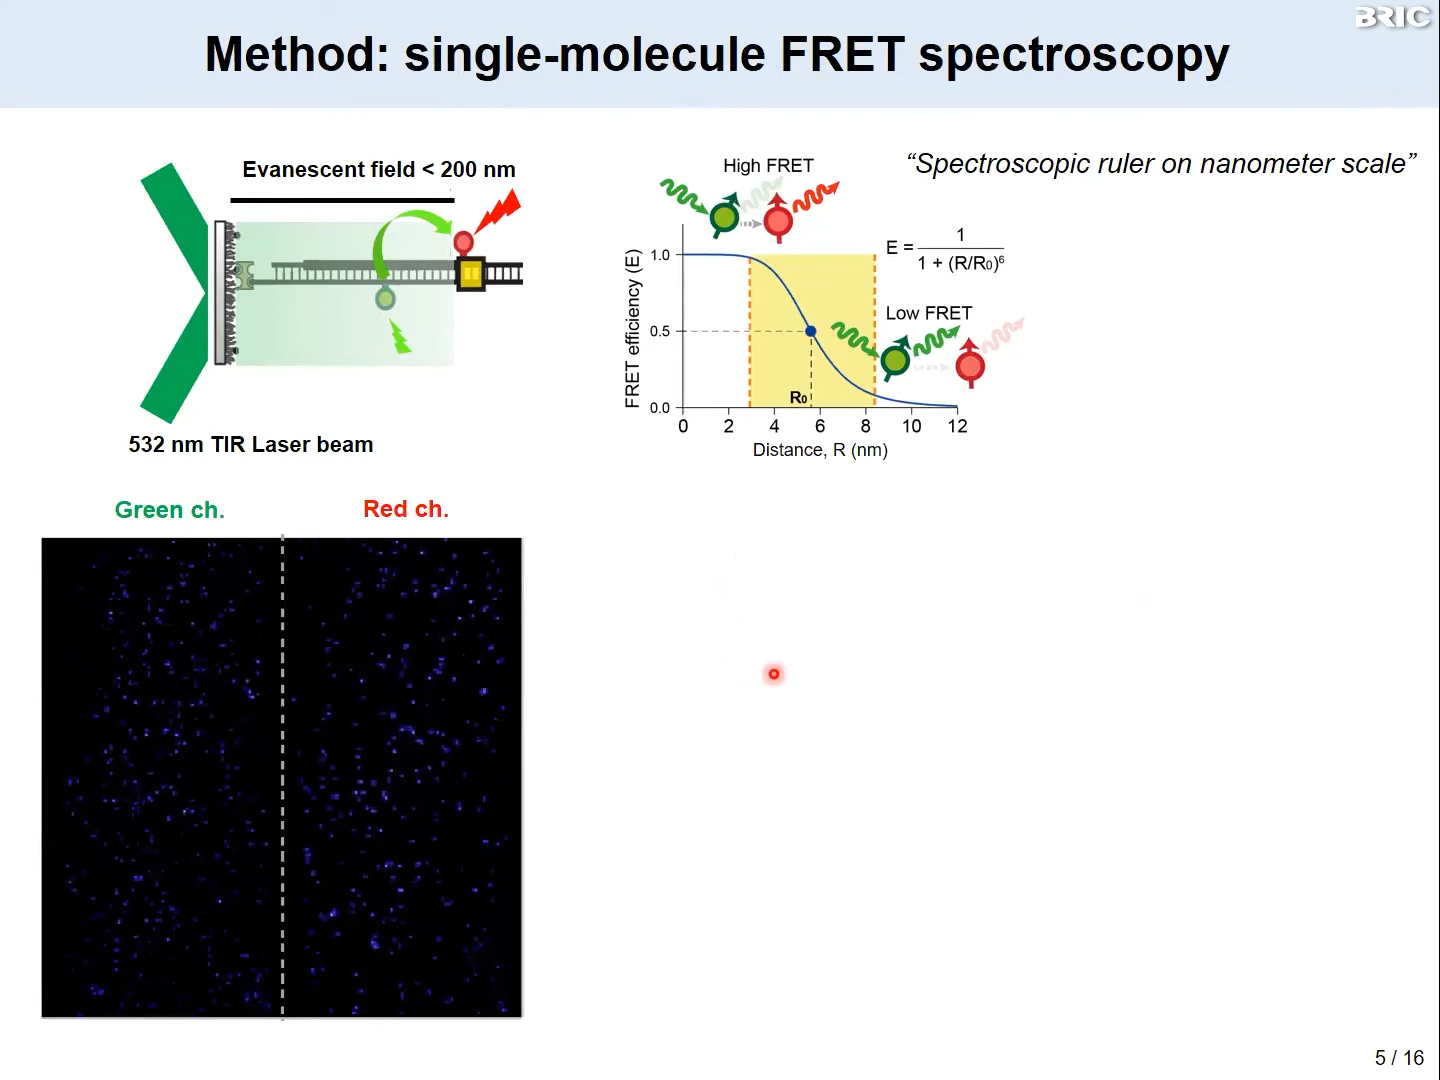 BRIC
Method: single-molecule FRET spectroscopy
Evanescent field < 200 nm
532 nm TIR Laser beam
High FRET
“Spectroscopic ruler on nanometer scale”
E = 1 / 1 + (R/R₀)⁶
Low FRET
FRET efficiency (E)
1.0
0.5
0.0
R₀
0 2 4 6 8 10 12
Distance, R (nm)
Green ch.
Red ch.
5 / 16